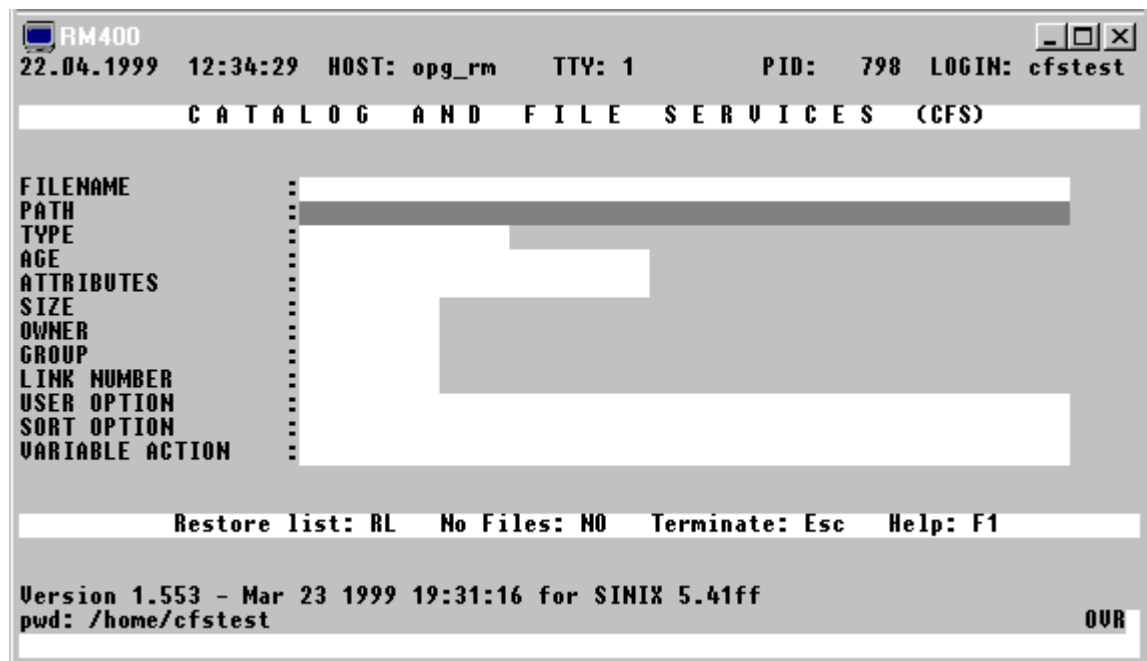 RM400
22.04.1999 12:34:29 HOST: opg_rm TTY: 1 PID: 798 LOGIN: cfstest
C A T A L O G A N D F I L E S E R V I C E S (CFS)
FILENAME :
PATH :
TYPE :
AGE :
ATTRIBUTES :
SIZE :
OWNER :
GROUP :
LINK NUMBER :
USER OPTION :
SORT OPTION :
VARIABLE ACTION :
Restore list: RL No Files: NO Terminate: Esc Help: F1
Version 1.553 - Mar 23 1999 19:31:16 for SINIX 5.41ff
pwd: /home/cfstest OVR